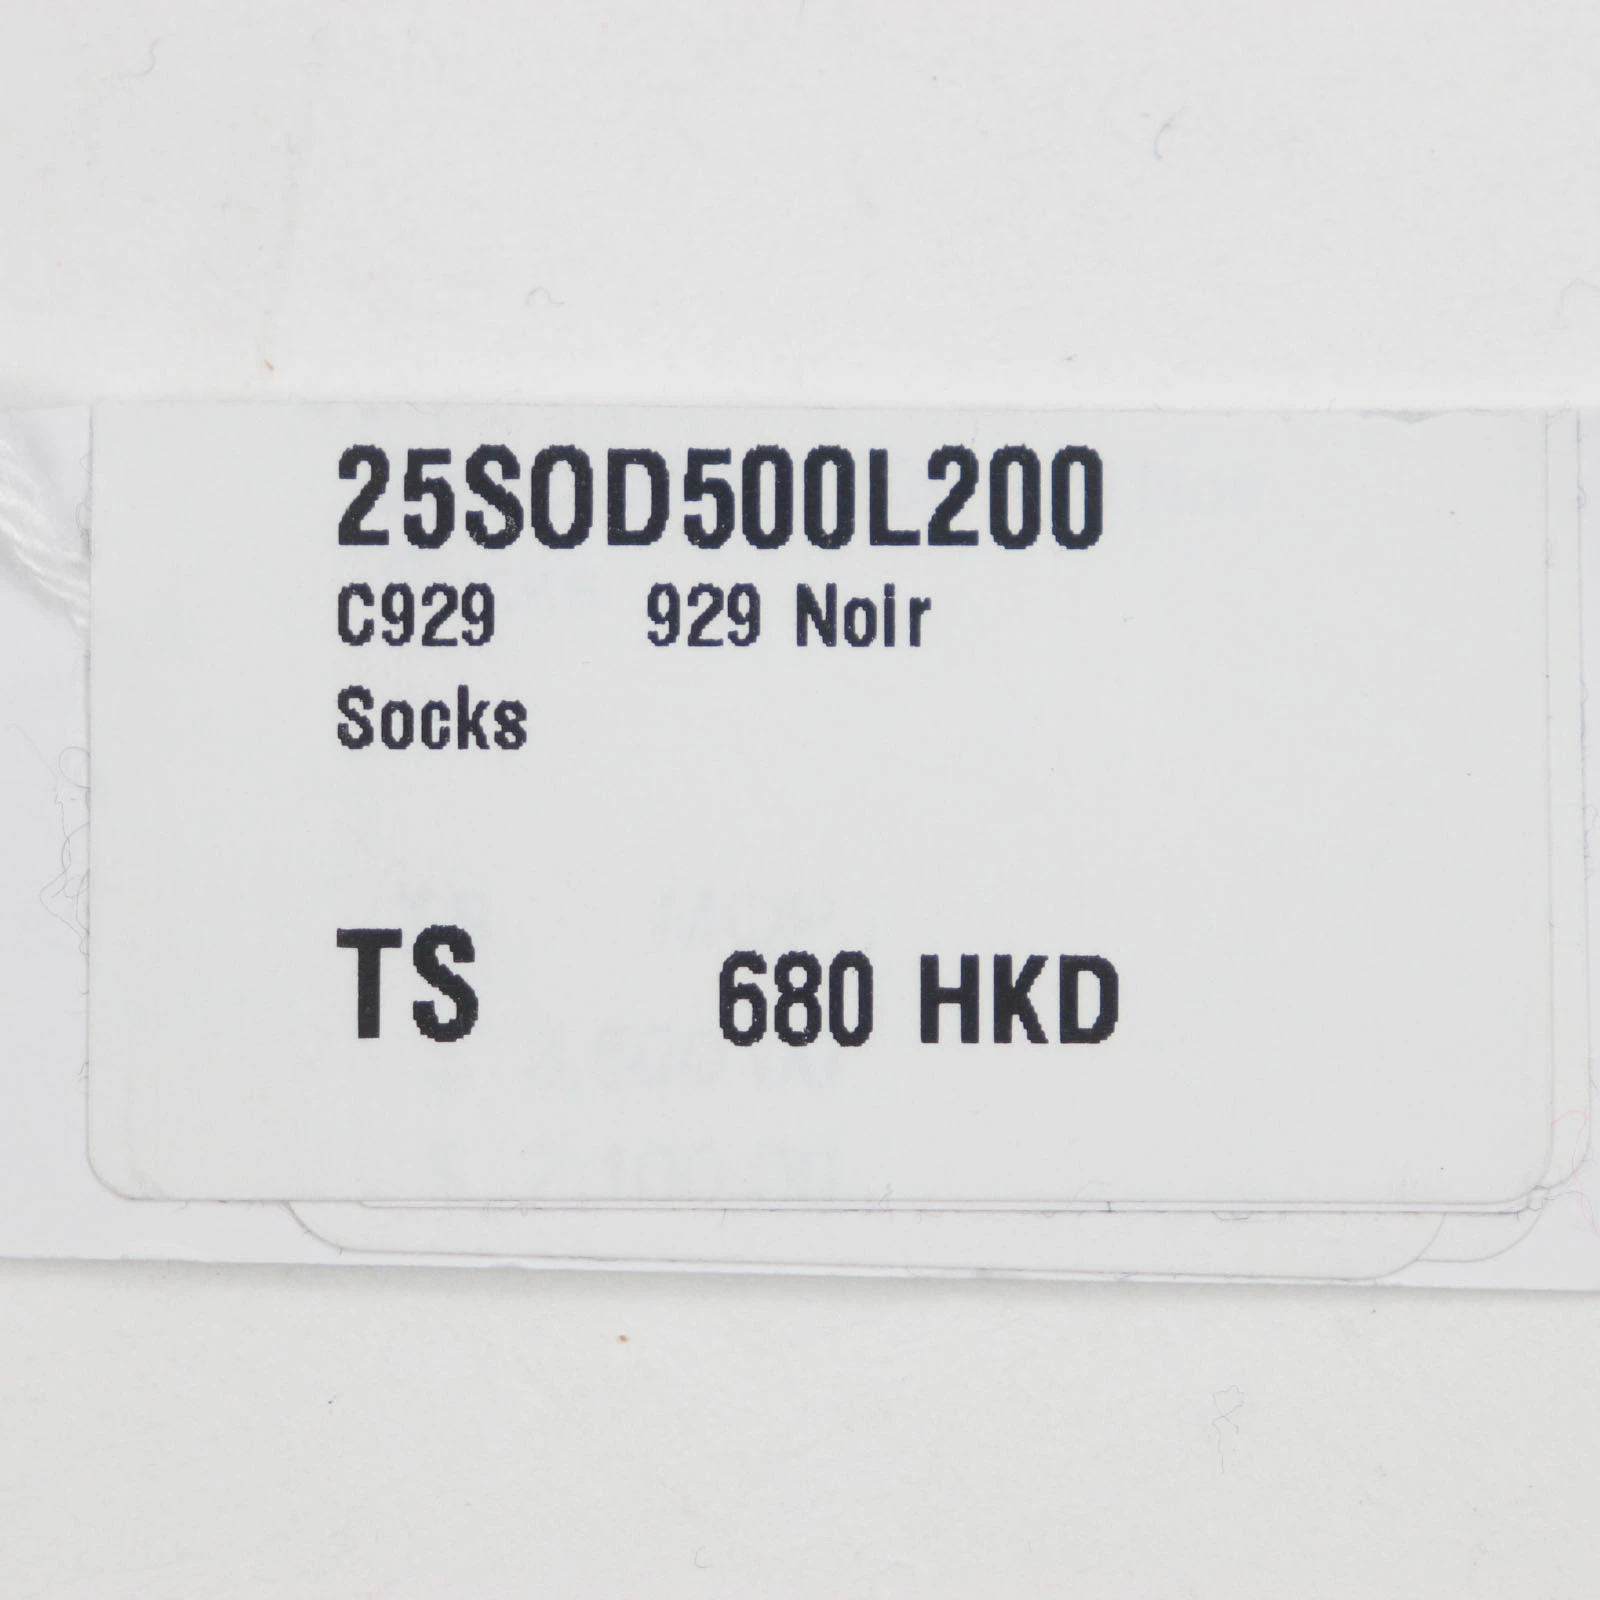 25SOD500L200
C929 929 Noir
Socks
TS 680 HKD